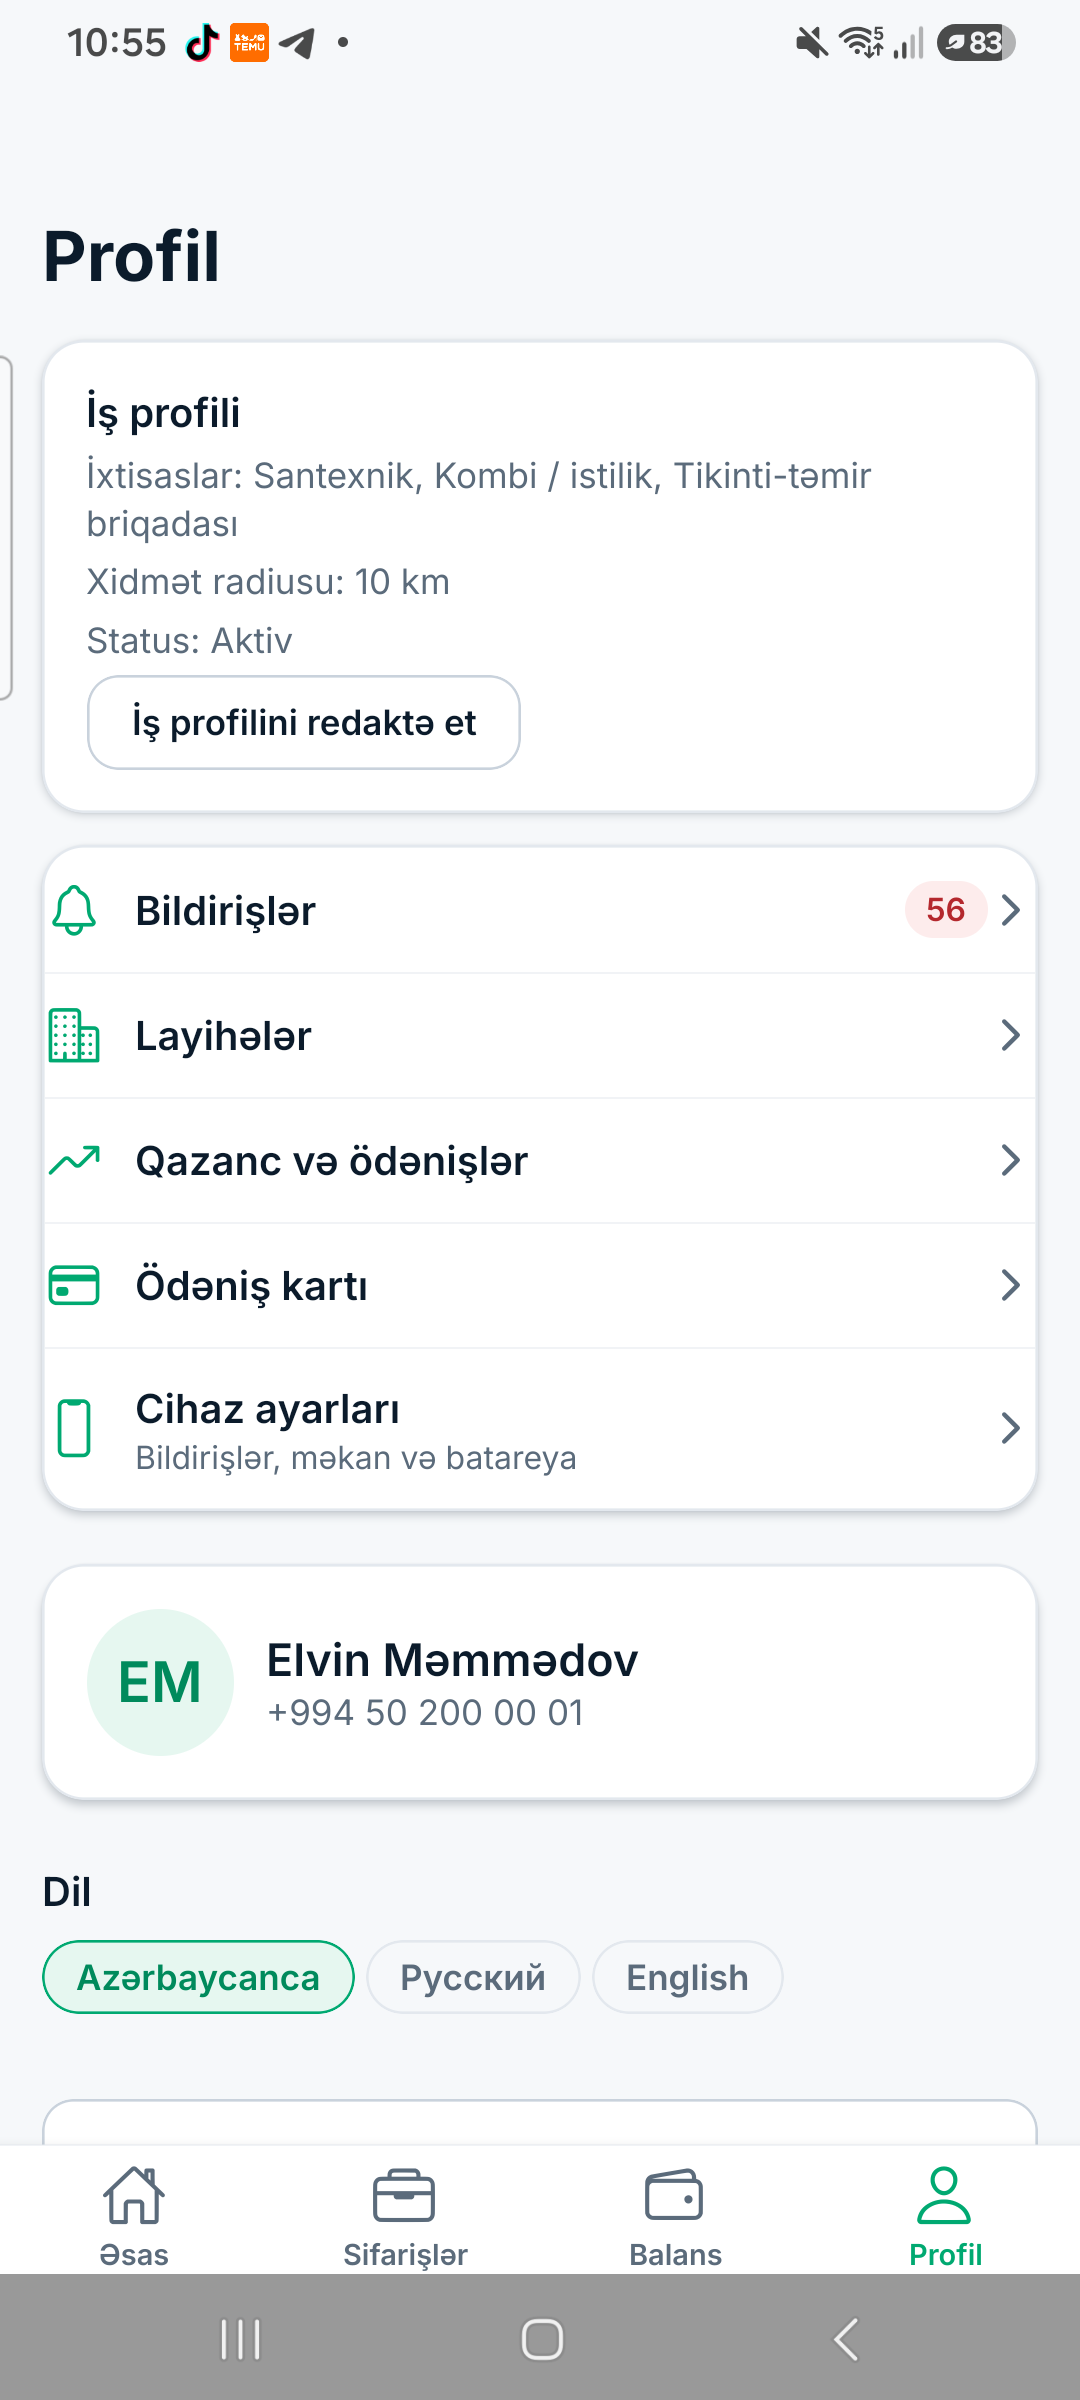 10:55
TEMU
5
83
Profil
İş profili
İxtisaslar: Santexnik, Kombi / istilik, Tikinti-təmir
briqadası
Xidmət radiusu: 10 km
Status: Aktiv
İş profilini redaktə et
Bildirişlər
56
Layihələr
Qazanc və ödənişlər
Ödəniş kartı
Cihaz ayarları
Bildirişlər, məkan və batareya
EM
Elvin Məmmədov
+994 50 200 00 01
Dil
Azərbaycanca
Русский
English
Əsas
Sifarişlər
Balans
Profil